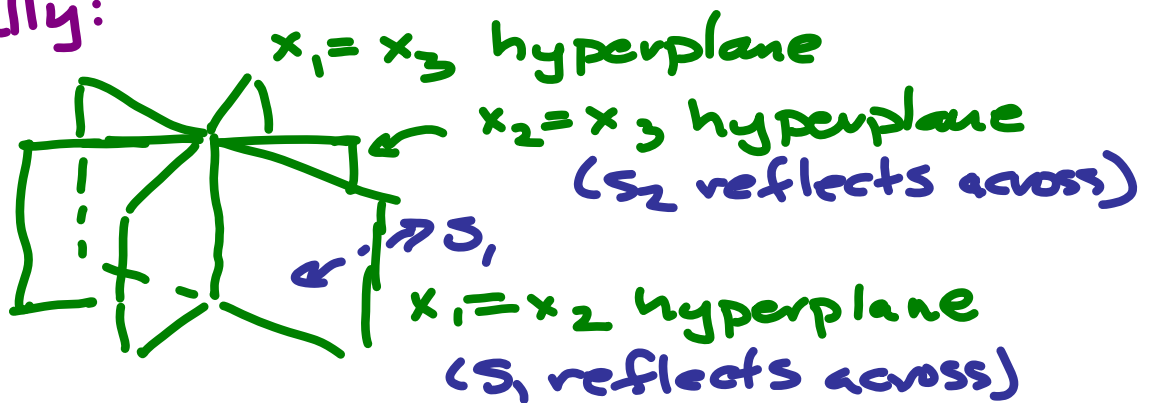 lly:
x₁ = x₃ hyperplane
x₂ = x₃ hyperplane
(s₂ reflects across)
s₁
x₁ = x₂ hyperplane
(s₁ reflects across)